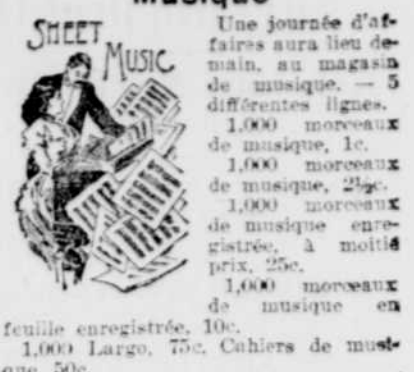 Musique
SHEET
MUSIC
Une journée d'af-
faires aura lieu de-
main, au magasin
de musique. — 5
différentes lignes.
1,000 morceaux
de musique, 1c.
1,000 morceaux
de musique, 2½c.
1,000 morceaux
de musique enre-
gistrée, à moitié
prix, 25c.
1,000 morceaux
de musique en
feuille enregistrée, 10c.
1,000 Largo, 75c. Cahiers de musi-
que, 50c.